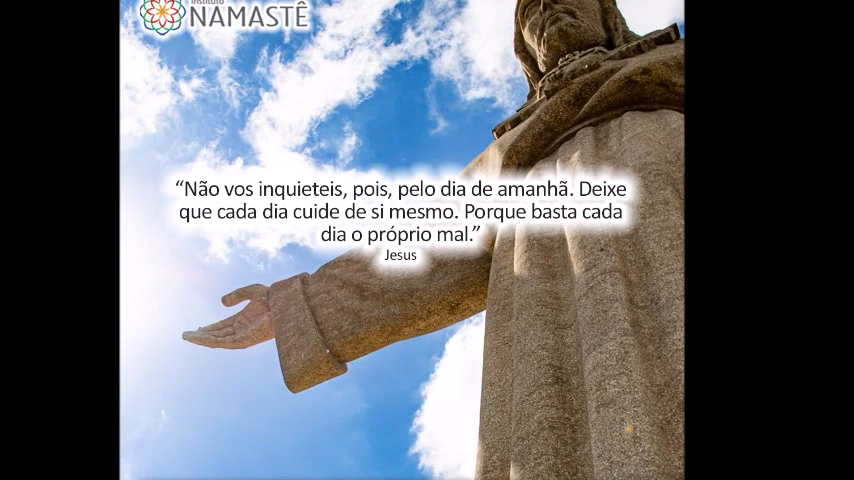 Instituto
NAMASTÊ
“Não vos inquieteis, pois, pelo dia de amanhã. Deixe
que cada dia cuide de si mesmo. Porque basta cada
dia o próprio mal.”
Jesus